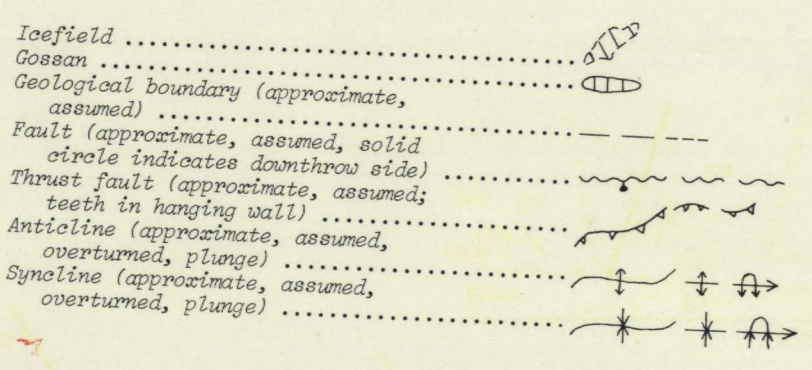 Icefield
Gossan
Geological boundary (approximate,
assumed)
Fault (approximate, assumed, solid
circle indicates downthrow side)
Thrust fault (approximate, assumed;
teeth in hanging wall)
Anticline (approximate, assumed,
overturned, plunge)
Syncline (approximate, assumed,
overturned, plunge)